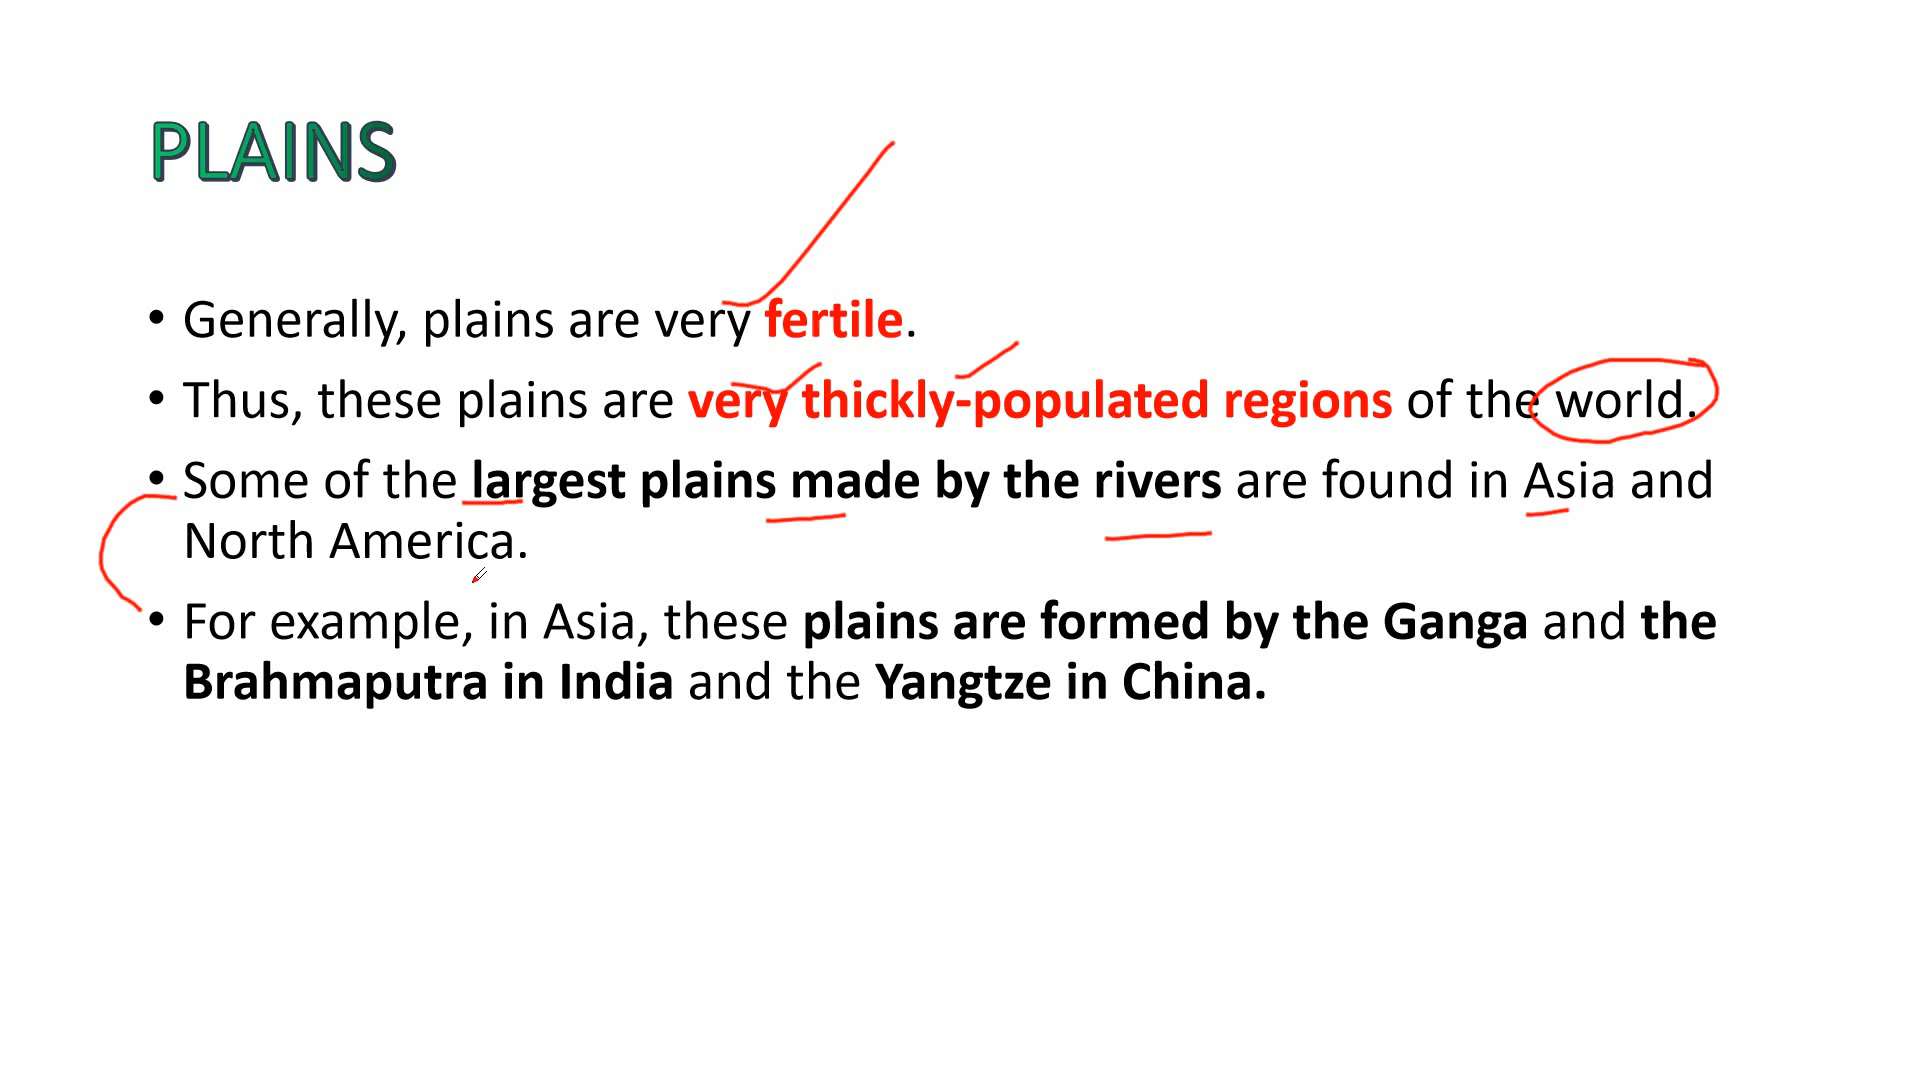 PLAINS
• Generally, plains are very fertile.
• Thus, these plains are very thickly-populated regions of the world.
• Some of the largest plains made by the rivers are found in Asia and
North America.
• For example, in Asia, these plains are formed by the Ganga and the
Brahmaputra in India and the Yangtze in China.